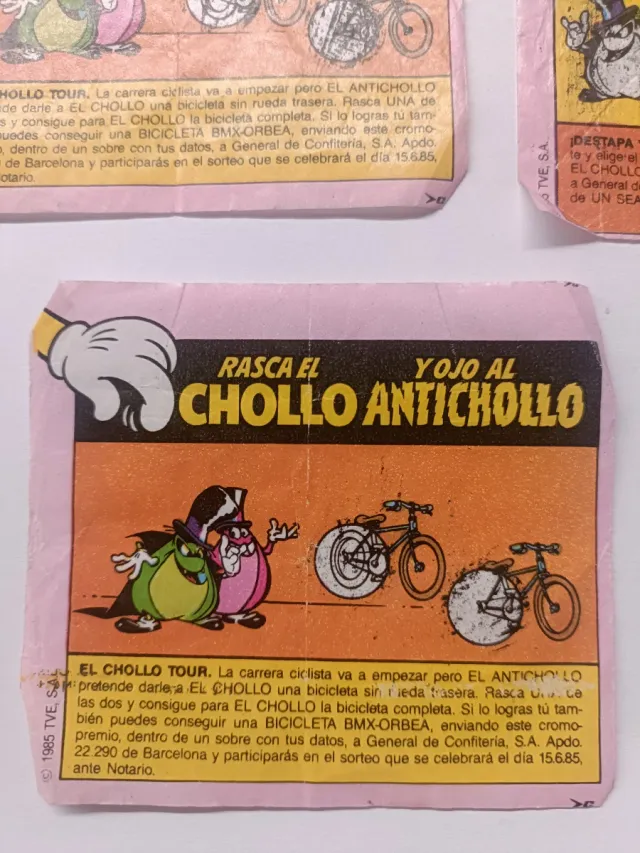 HOLLO TOUR. La carrera ciclista va a empezar pero EL ANTICHOLLO
nde darle a EL CHOLLO una bicicleta sin rueda trasera. Rasca UNA de
s y consigue para EL CHOLLO la bicicleta completa. Si lo logras tú tam-
puedes conseguir una BICICLETA BMX-ORBEA, enviando este cromo-
o, dentro de un sobre con tus datos, a General de Confitería, S.A. Apdo.
de Barcelona y participarás en el sorteo que se celebrará el día 15.6.85,
otario.
¡DESTAPA
te y elige el
EL CHOLLO
a General de
de UN SEA
TVE, S.A.
RASCA EL Y OJO AL
CHOLLO ANTICHOLLO
EL CHOLLO TOUR. La carrera ciclista va a empezar pero EL ANTICHOLLO
pretende darle a EL CHOLLO una bicicleta sin rueda trasera. Rasca UNA de
las dos y consigue para EL CHOLLO la bicicleta completa. Si lo logras tú tam-
bién puedes conseguir una BICICLETA BMX-ORBEA, enviando este cromo-
premio, dentro de un sobre con tus datos, a General de Confitería, S.A. Apdo.
22.290 de Barcelona y participarás en el sorteo que se celebrará el día 15.6.85,
ante Notario.
© 1985 TVE, S.A.